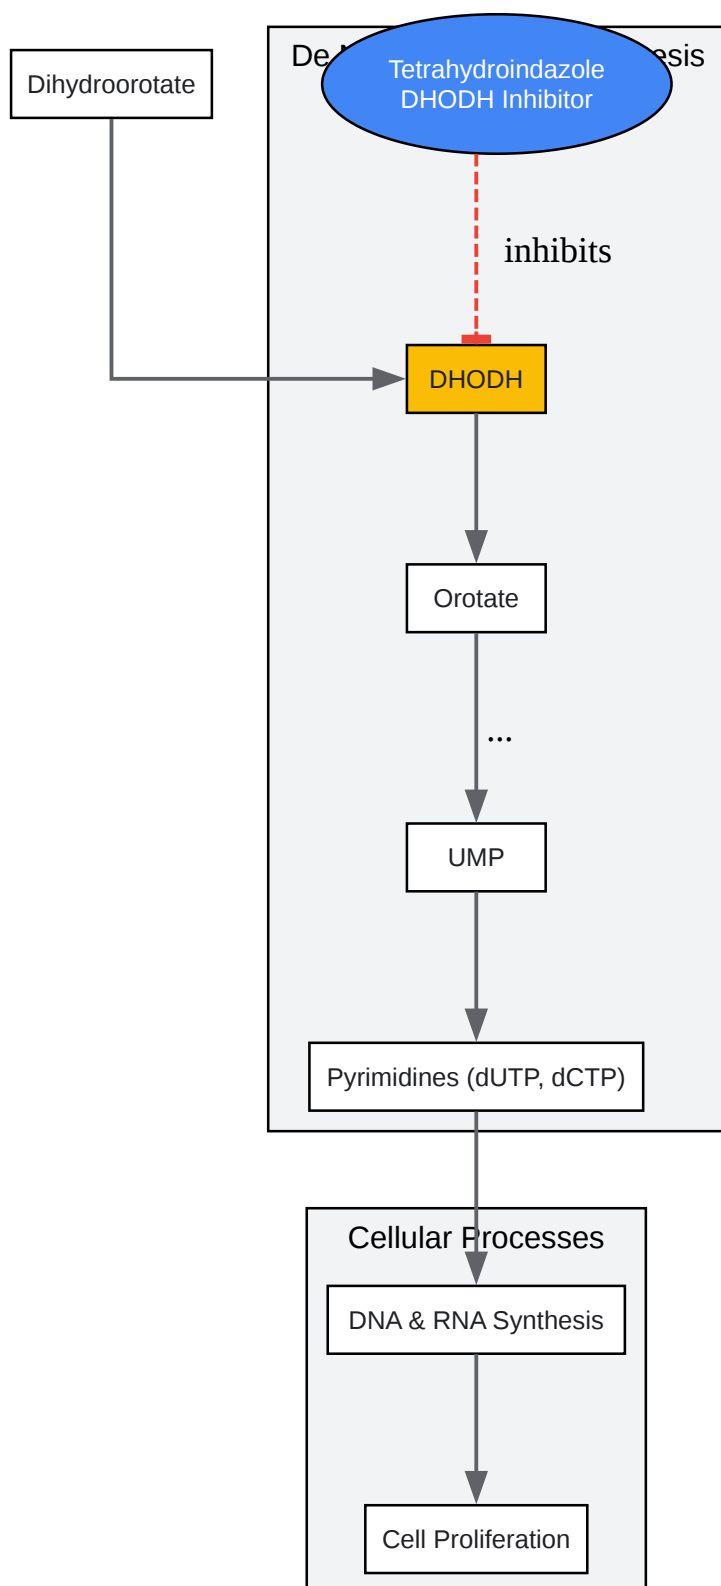 De
esis
Tetrahydroindazole
DHODH Inhibitor
Dihydroorotate
inhibits
DHODH
Orotate
...
UMP
Pyrimidines (dUTP, dCTP)
Cellular Processes
DNA & RNA Synthesis
Cell Proliferation